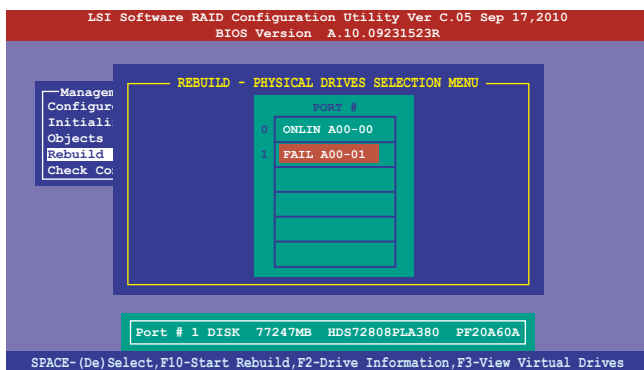 LSI Software RAID Configuration Utility Ver C.05 Sep 17,2010
BIOS Version A.10.09231523R
REBUILD - PHYSICAL DRIVES SELECTION MENU
Managem
Configur
Initiali
Objects
Rebuild
Check Co
PORT #
0 ONLIN A00-00
1 FAIL A00-01
Port # 1 DISK 77247MB HDS72808PLA380 PF20A60A
SPACE-(De)Select,F10-Start Rebuild,F2-Drive Information,F3-View Virtual Drives